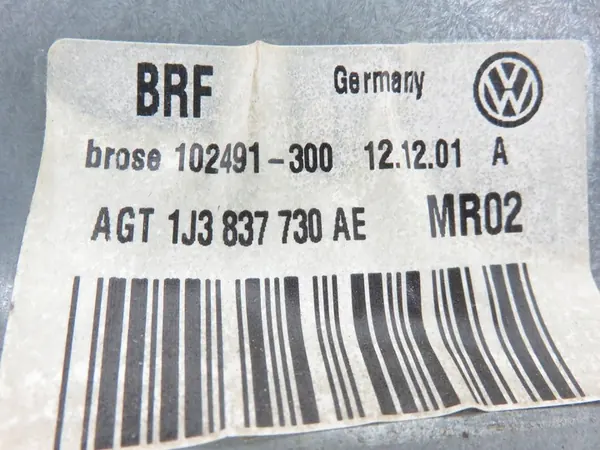 BRF Germany
brose 102491-300 12.12.01 A
AGT 1J3 837 730 AE MR02